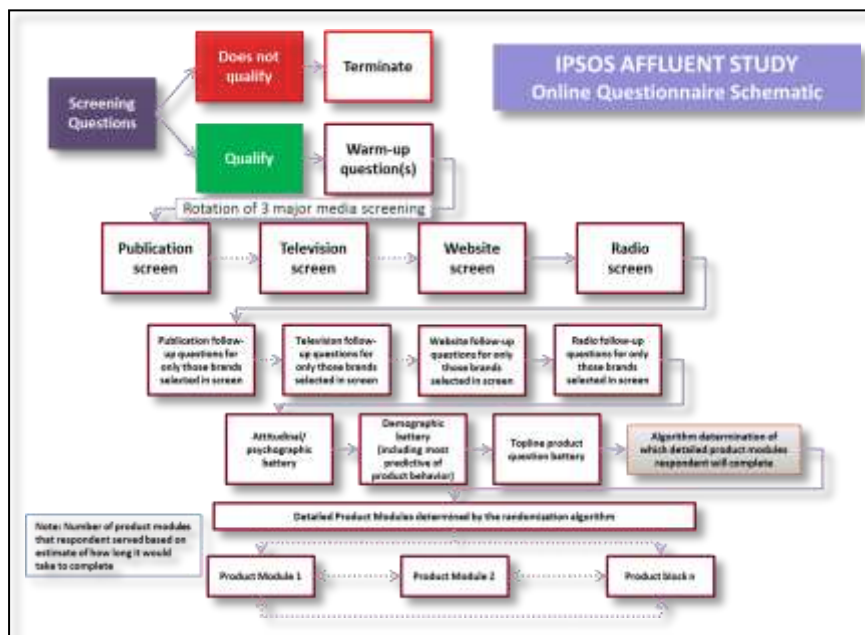 IPSOS AFFLUENT STUDY
Online Questionnaire Schematic
Screening
Questions
Does not
qualify
Terminate
Qualify
Warm-up
question(s)
Rotation of 3 major media screening
Publication
screen
Television
screen
Website
screen
Radio
screen
Publication follow-
up questions for
only those brands
selected in screen
Television follow-
up questions for
only those brands
selected in screen
Website follow-up
questions for only
those brands
selected in screen
Radio follow-up
questions for only
those brands
selected in screen
Attitudinal/
psychographic
battery
Demographic
battery
(including most
predictive of
product behavior)
Topline product
question battery
Algorithm determination of
which detailed product modules
respondent will complete
Detailed Product Modules determined by the randomization algorithm
Note: Number of product modules
that respondent served based on
estimate of how long it would
take to complete
Product Module 1
Product Module 2
Product block n